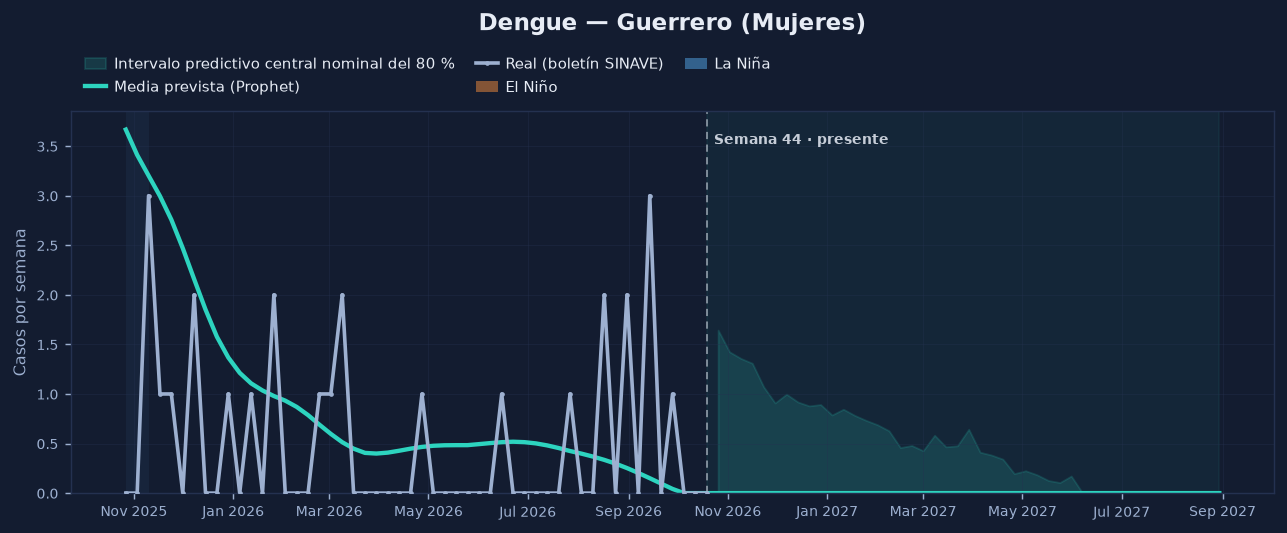 Dengue — Guerrero (Mujeres)
Intervalo predictivo central nominal del 80 %
Real (boletín SINAVE)
La Niña
Media prevista (Prophet)
El Niño
Semana 44 · presente
Casos por semana
3.5
3.0
2.5
2.0
1.5
1.0
0.5
0.0
Nov 2025
Jan 2026
Mar 2026
May 2026
Jul 2026
Sep 2026
Nov 2026
Jan 2027
Mar 2027
May 2027
Jul 2027
Sep 2027